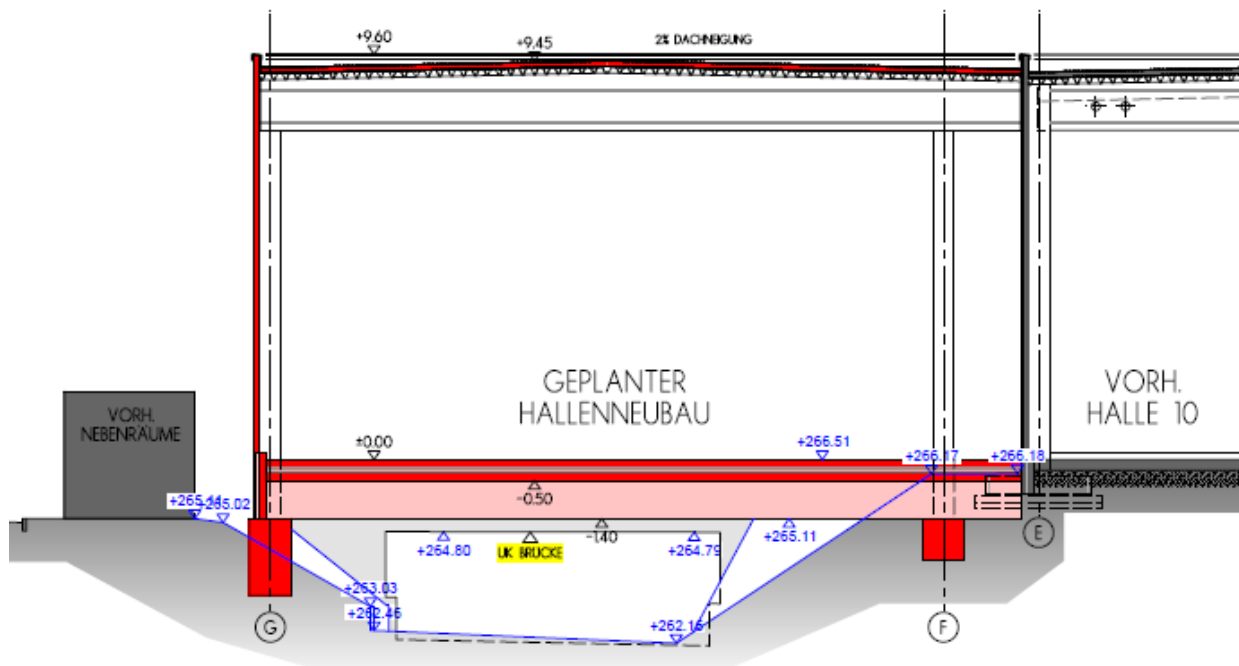 +9.60
+9.45
2% DACHNEIGUNG
GEPLANTER
HALLENNEUBAU
VORH.
HALLE 10
VORH.
NEBENRÄUME
±0.00
+266.51
+266.17
+266.18
-0.50
+265.02
-1.40
+265.11
+264.80
UK BRÜCKE
+264.79
E
+263.03
+262.46
+262.16
G
F